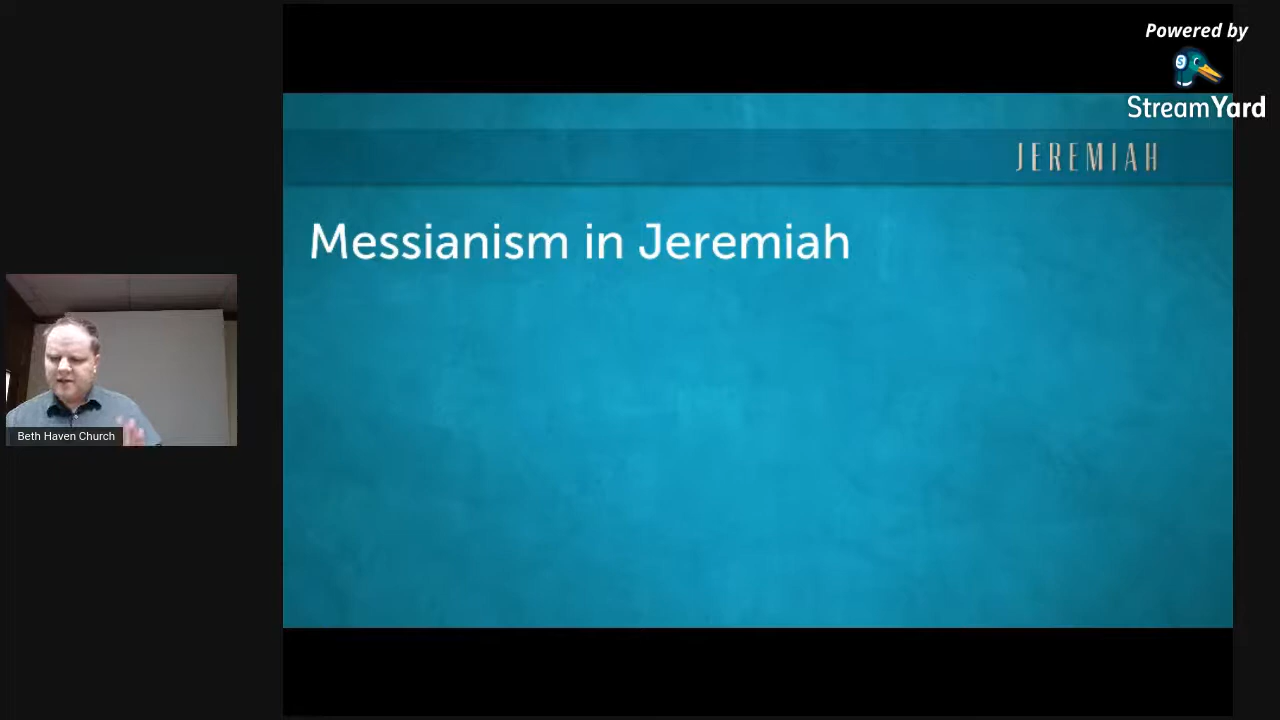 Powered by
StreamYard
JEREMIAH
Messianism in Jeremiah
Beth Haven Church